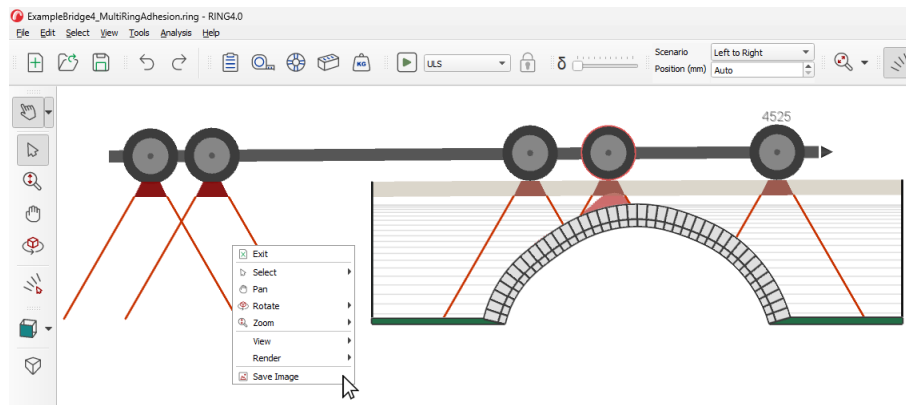 ExampleBridge4_MultiRingAdhesion.ring - RING4.0
File Edit Select View Tools Analysis Help
KG
ULS
δ
Scenario
Left to Right
Position (mm)
Auto
4525
Exit
Select
Pan
Rotate
Zoom
View
Render
Save Image